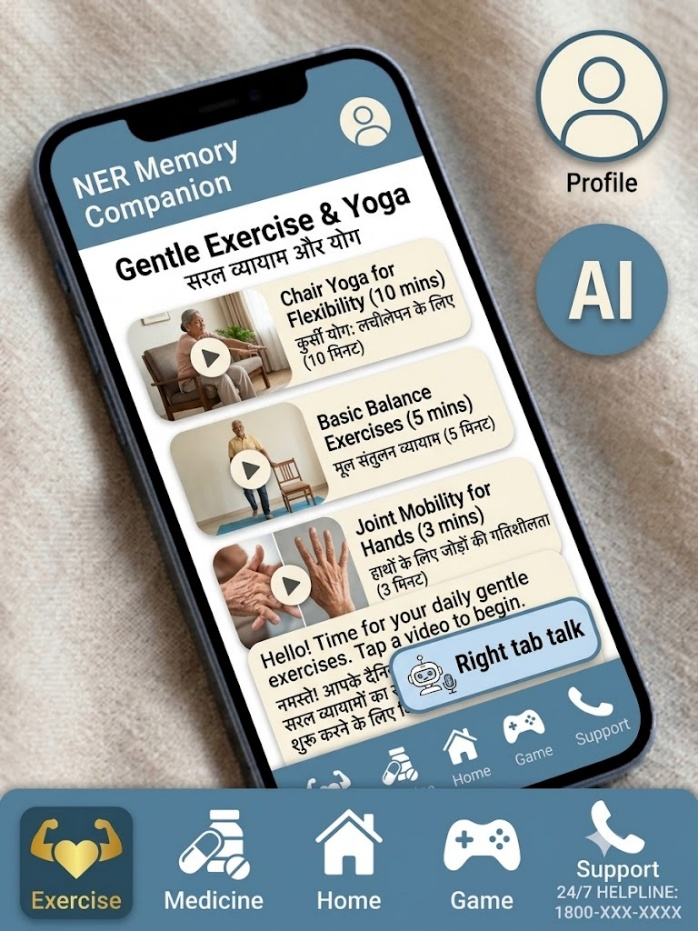 NER Memory
Companion
Gentle Exercise & Yoga
सरल व्यायाम और योग
Chair Yoga for
Flexibility (10 mins)
कुर्सी योग: लचीलेपन के लिए
(10 मिनट)
Basic Balance
Exercises (5 mins)
मूल संतुलन व्यायाम (5 मिनट)
Joint Mobility for
Hands (3 mins)
हाथों के लिए जोड़ों की गतिशीलता
(3 मिनट)
Hello! Time for your daily gentle
exercises. Tap a video to begin.
नमस्ते! आपके
सरल व्यायामों का
शुरू करने के लिए
Right tab talk
Home
Game
Support
Profile
AI
Exercise
Medicine
Home
Game
Support
24/7 HELPLINE:
1800-XXX-XXXX